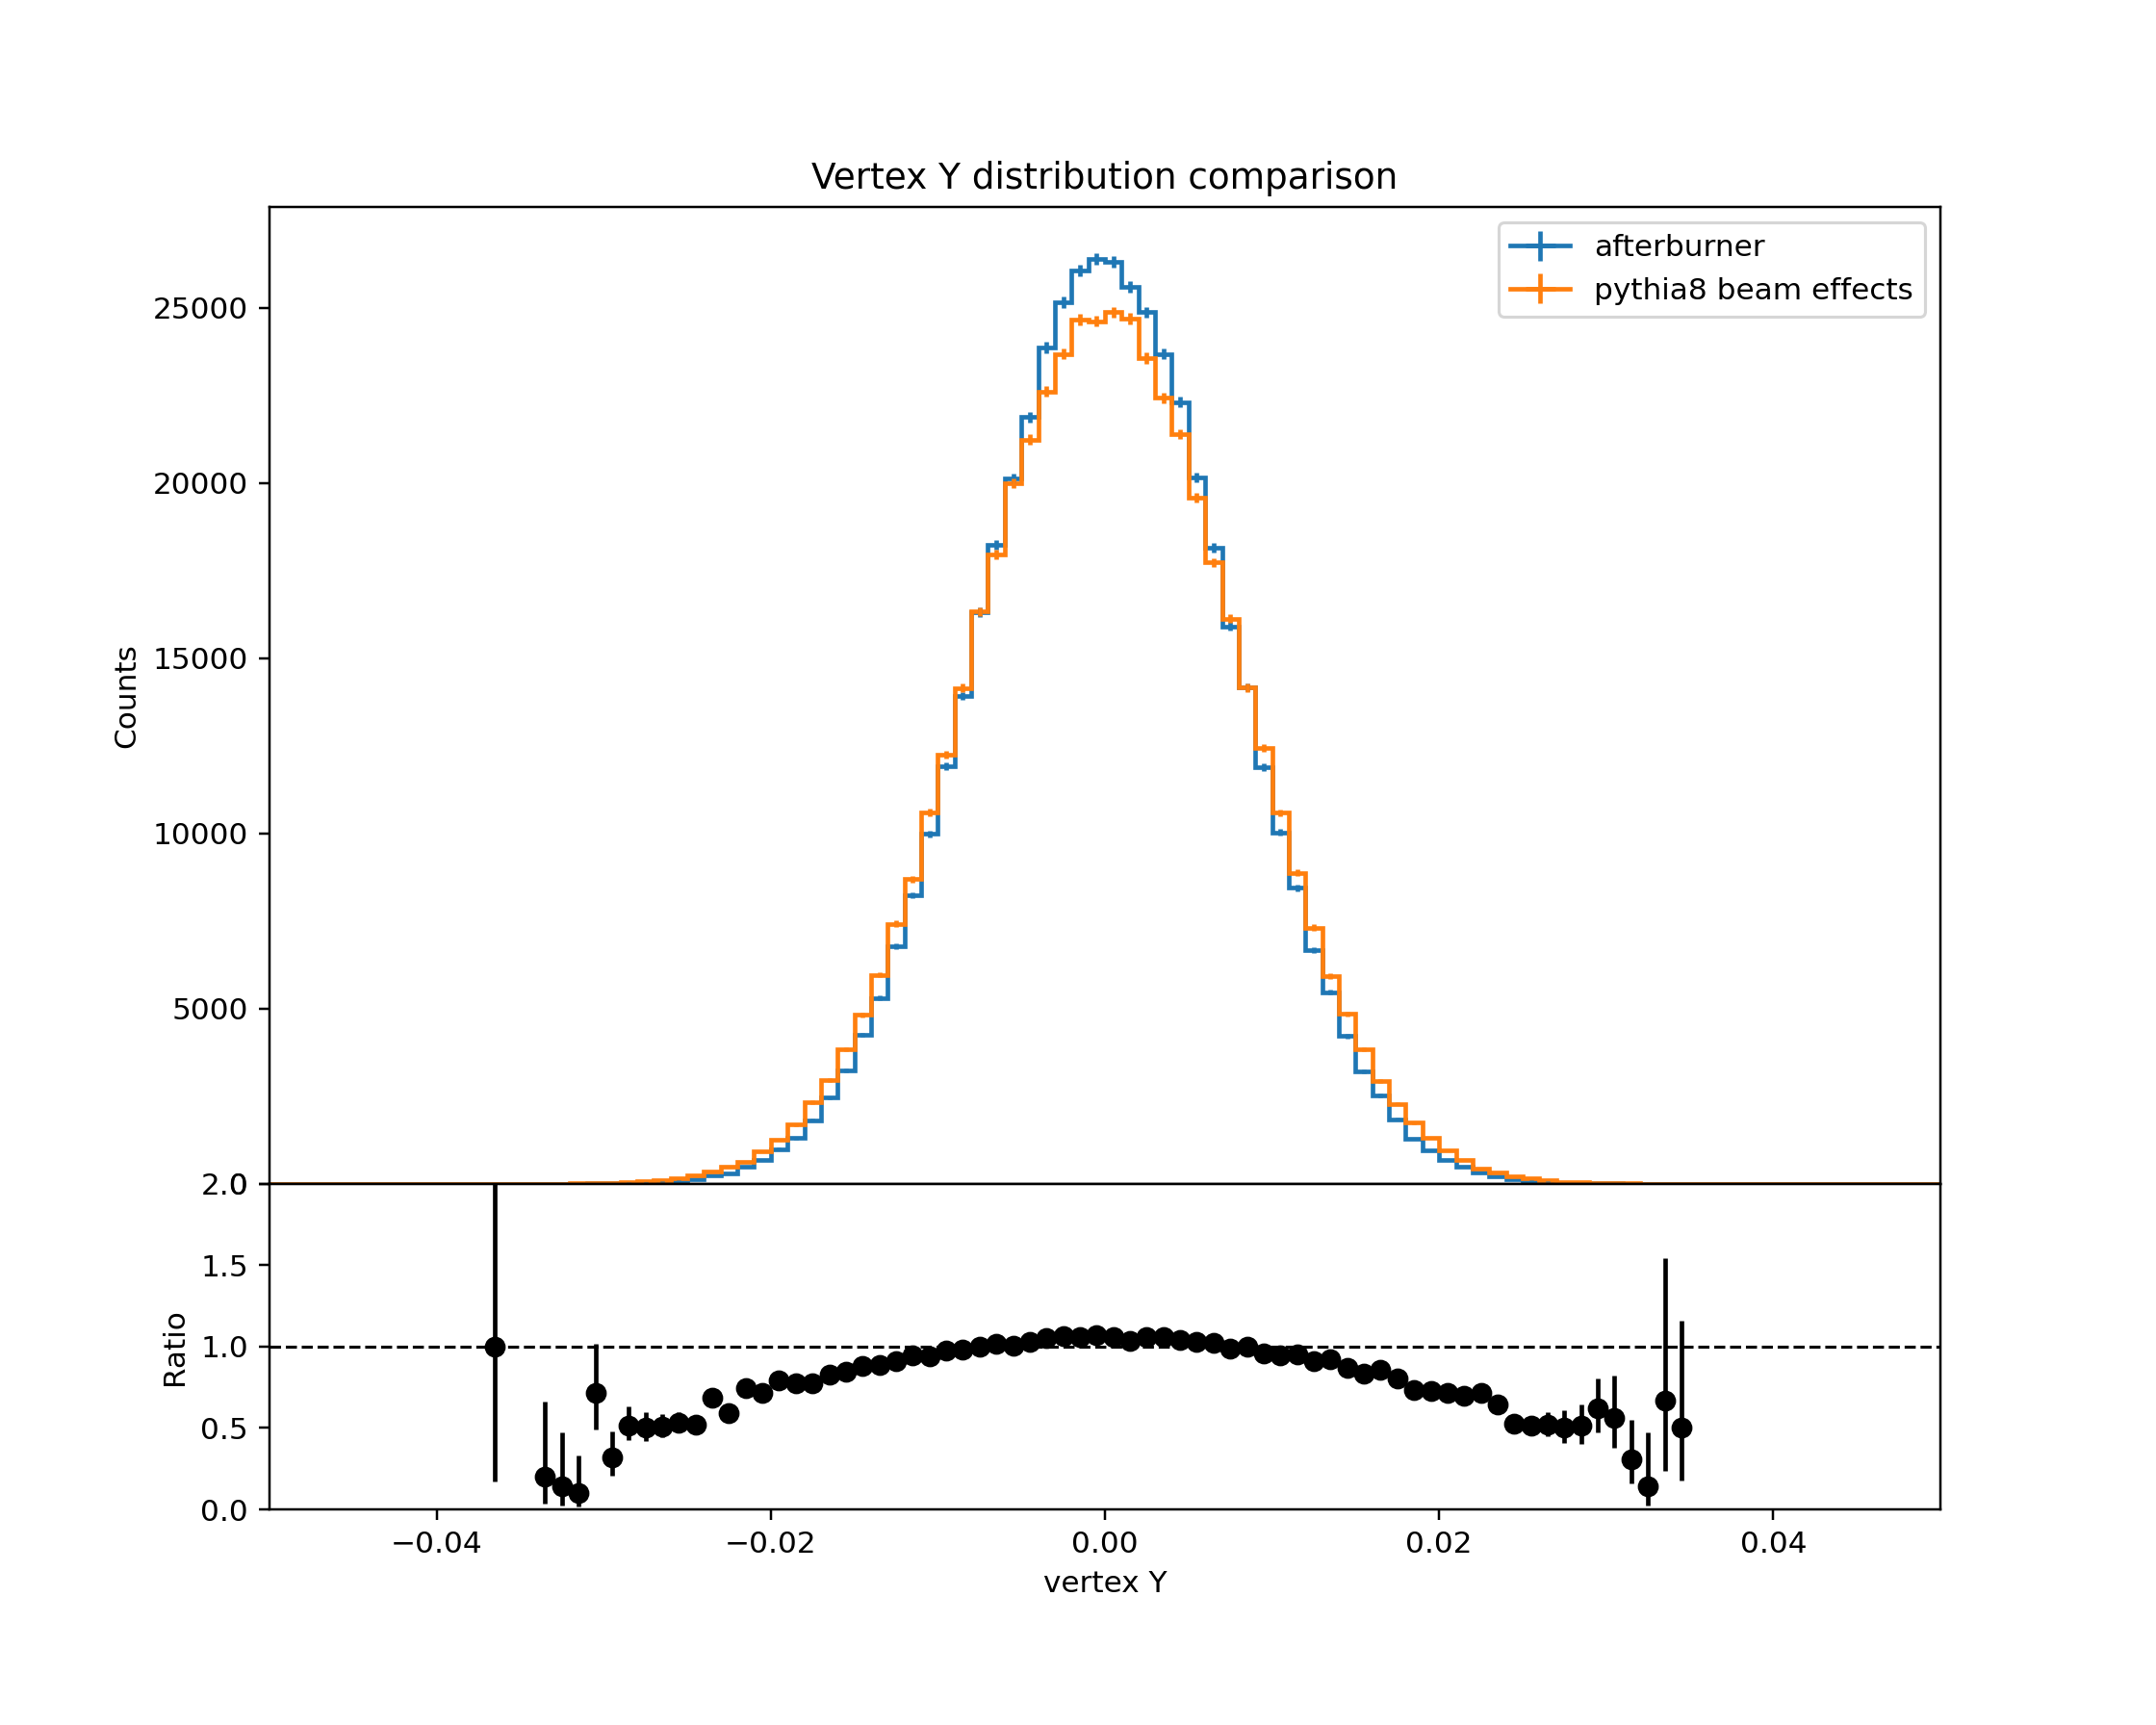 Vertex Y distribution comparison
afterburner
pythia8 beam effects
25000
20000
15000
10000
5000
Counts
2.0
1.5
1.0
0.5
0.0
Ratio
−0.04 −0.02 0.00 0.02 0.04
vertex Y